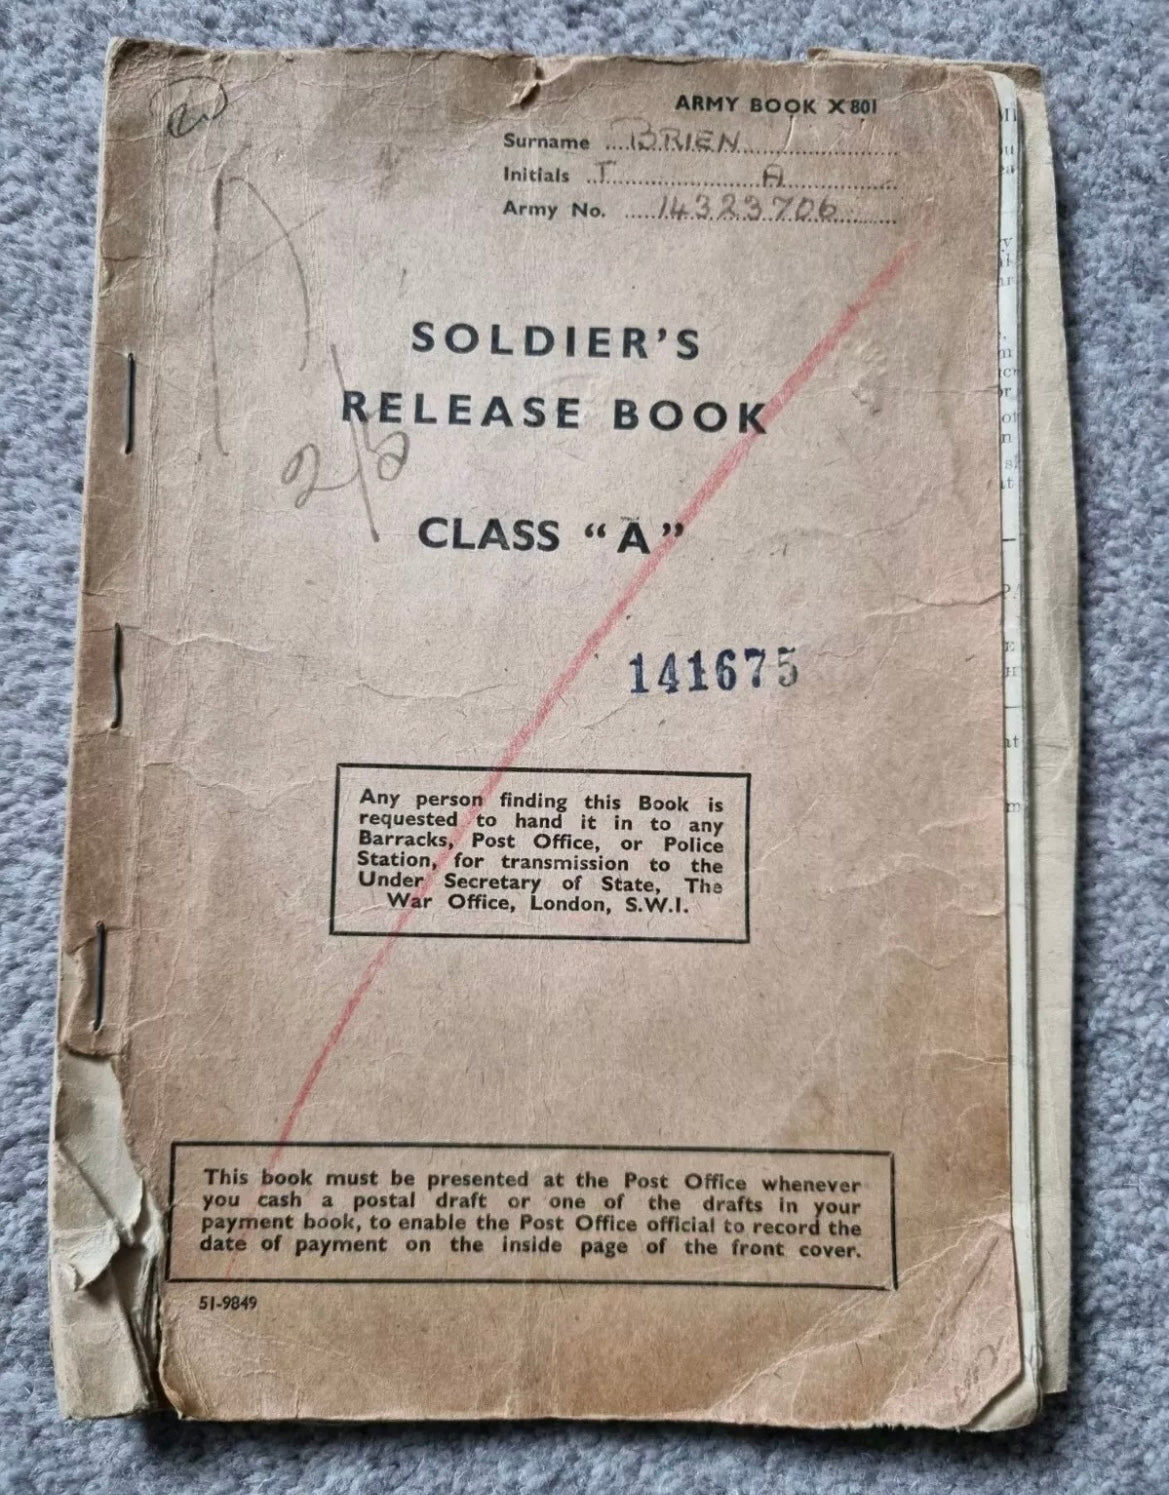 ARMY BOOK X 801
Surname BRIEN
Initials T A
Army No. 14323706
SOLDIER'S
RELEASE BOOK
CLASS "A"
141675
Any person finding this Book is
requested to hand it in to any
Barracks, Post Office, or Police
Station, for transmission to the
Under Secretary of State, The
War Office, London, S.W.I.
This book must be presented at the Post Office whenever
you cash a postal draft or one of the drafts in your
payment book, to enable the Post Office official to record the
date of payment on the inside page of the front cover.
51-9849